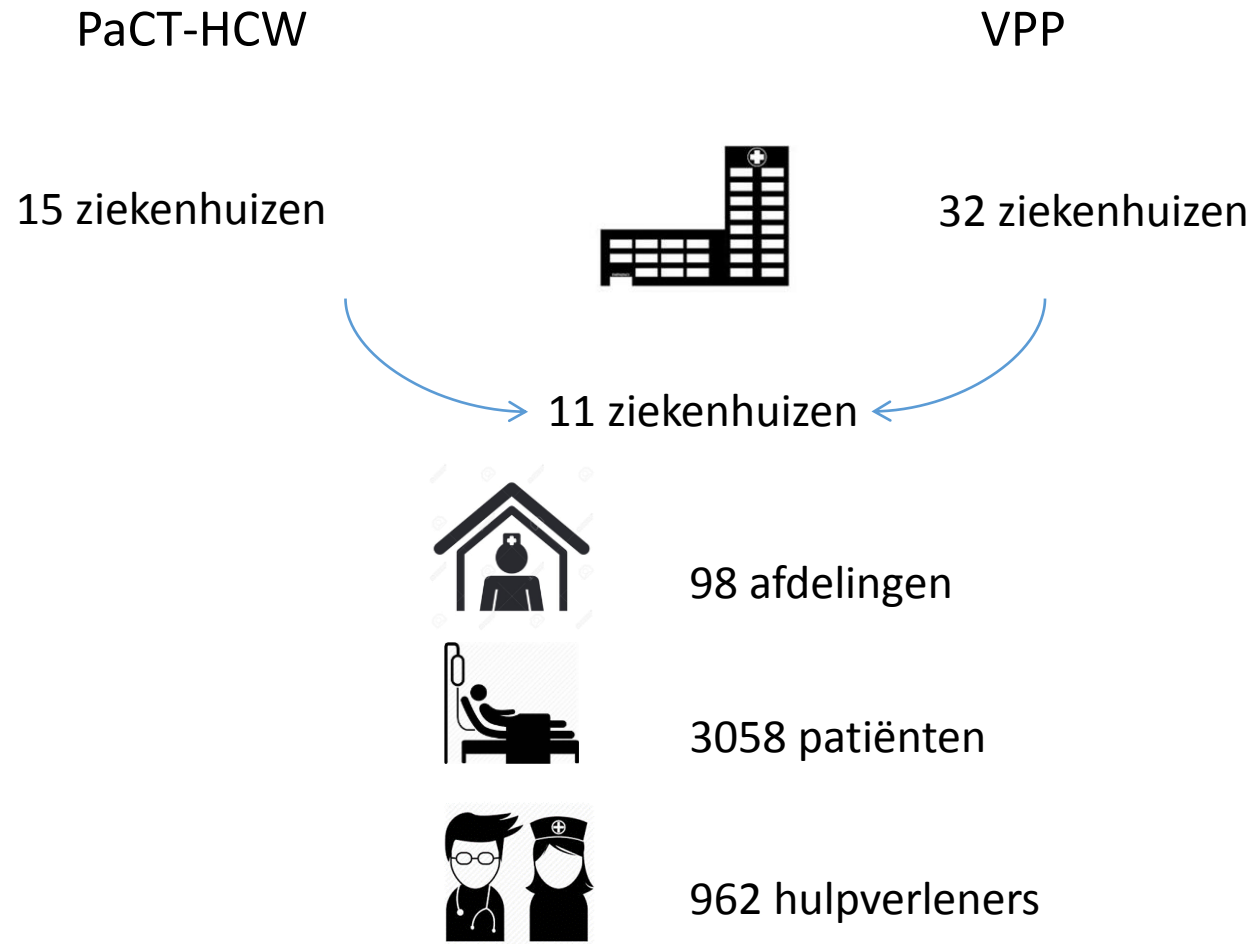 PaCT-HCW
VPP
15 ziekenhuizen
32 ziekenhuizen
11 ziekenhuizen
98 afdelingen
3058 patiënten
962 hulpverleners